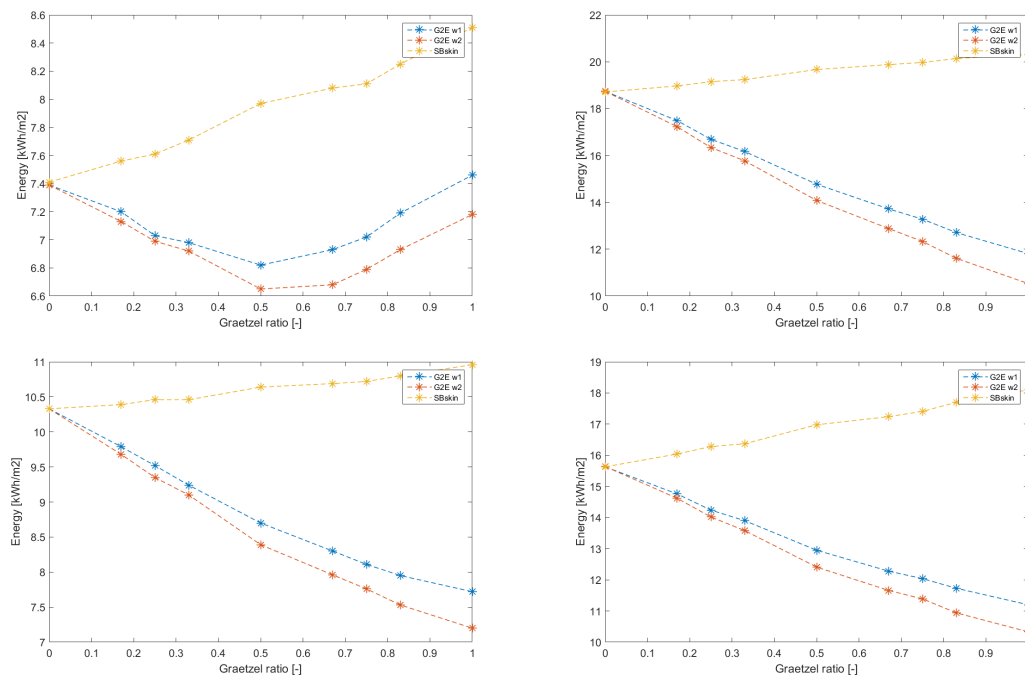 8.6
8.4
8.2
8
7.8
7.6
7.4
7.2
7
6.8
6.6
Energy [kWh/m2]
0 0.1 0.2 0.3 0.4 0.5 0.6 0.7 0.8 0.9 1
Graetzel ratio [-]
G2E w1
G2E w2
SBskin
22
20
18
16
14
12
10
Energy [kWh/m2]
0 0.1 0.2 0.3 0.4 0.5 0.6 0.7 0.8 0.9
Graetzel ratio [-]
G2E w1
G2E w2
SBskin
11
10.5
10
9.5
9
8.5
8
7.5
7
Energy [kWh/m2]
0 0.1 0.2 0.3 0.4 0.5 0.6 0.7 0.8 0.9 1
Graetzel ratio [-]
G2E w1
G2E w2
SBskin
19
18
17
16
15
14
13
12
11
10
Energy [kWh/m2]
0 0.1 0.2 0.3 0.4 0.5 0.6 0.7 0.8 0.9
Graetzel ratio [-]
G2E w1
G2E w2
SBskin